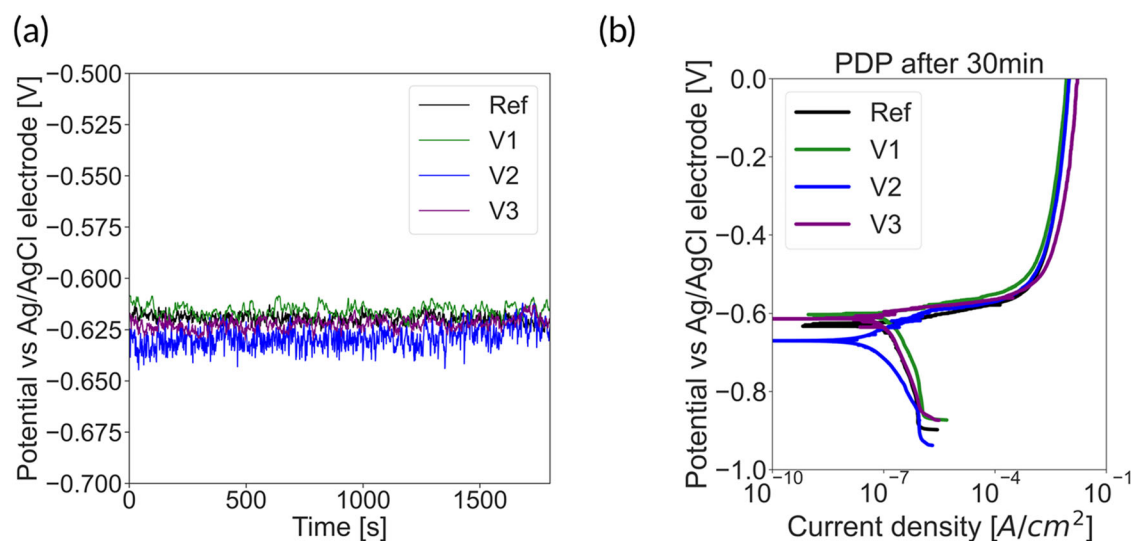 (a)
Potential vs Ag/AgCl electrode [V]
−0.500
−0.525
−0.550
−0.575
−0.600
−0.625
−0.650
−0.675
−0.700
Ref
V1
V2
V3
0
500
1000
1500
Time [s]
(b)
PDP after 30min
Potential vs Ag/AgCl electrode [V]
0.0
−0.2
−0.4
−0.6
−0.8
−1.0
Ref
V1
V2
V3
10⁻¹⁰
10⁻⁷
10⁻⁴
10⁻¹
Current density [A/cm²]